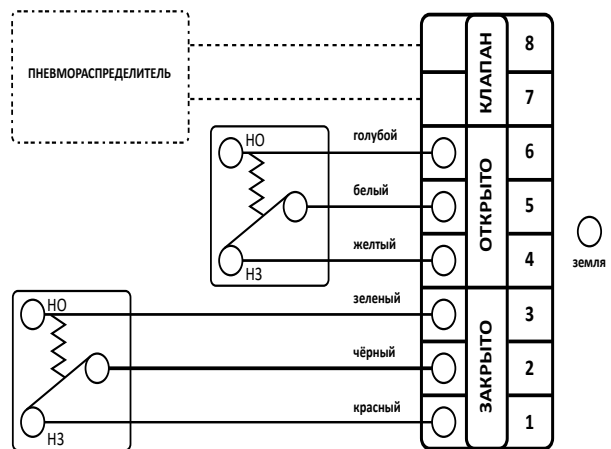 ПНЕВМОРАСПРЕДЕЛИТЕЛЬ
КЛАПАН
8
7
НО
голубой
6
белый
5
ОТКРЫТО
желтый
4
НЗ
земля
НО
зеленый
3
чёрный
2
ЗАКРЫТО
красный
1
НЗ